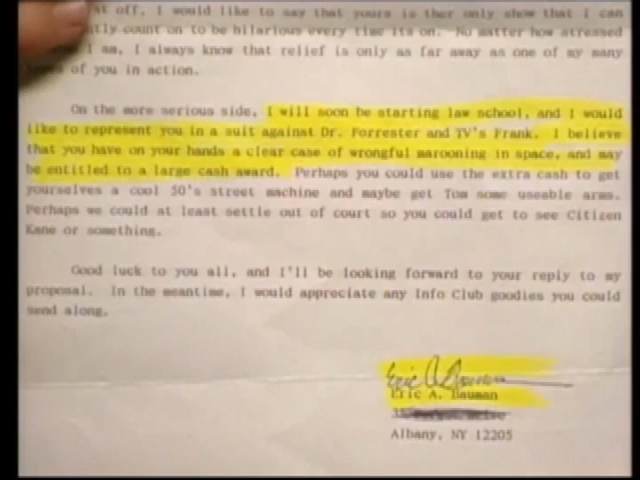 st off, I would like to say that yours is ther only show that I can
ntly count on to be hilarious every time its on. No matter how stressed
I am, I always know that relief is only as far away as one of my many
of you in action.
On the more serious side, I will soon be starting law school, and I would
like to represent you in a suit against Dr. Forrester and TV's Frank. I believe
that you have on your hands a clear case of wrongful marooning in space, and may
be entitled to a large cash award. Perhaps you could use the extra cash to get
yourselves a cool 50's street machine and maybe get Tom some useable arms.
Perhaps we could at least settle out of court so you could get to see Citizen
Kane or something.
Good luck to you all, and I'll be looking forward to your reply to my
proposal. In the meantime, I would appreciate any Info Club goodies you could
send along.
Eric A. Bauman
Eric A. Bauman
Albany, NY 12205